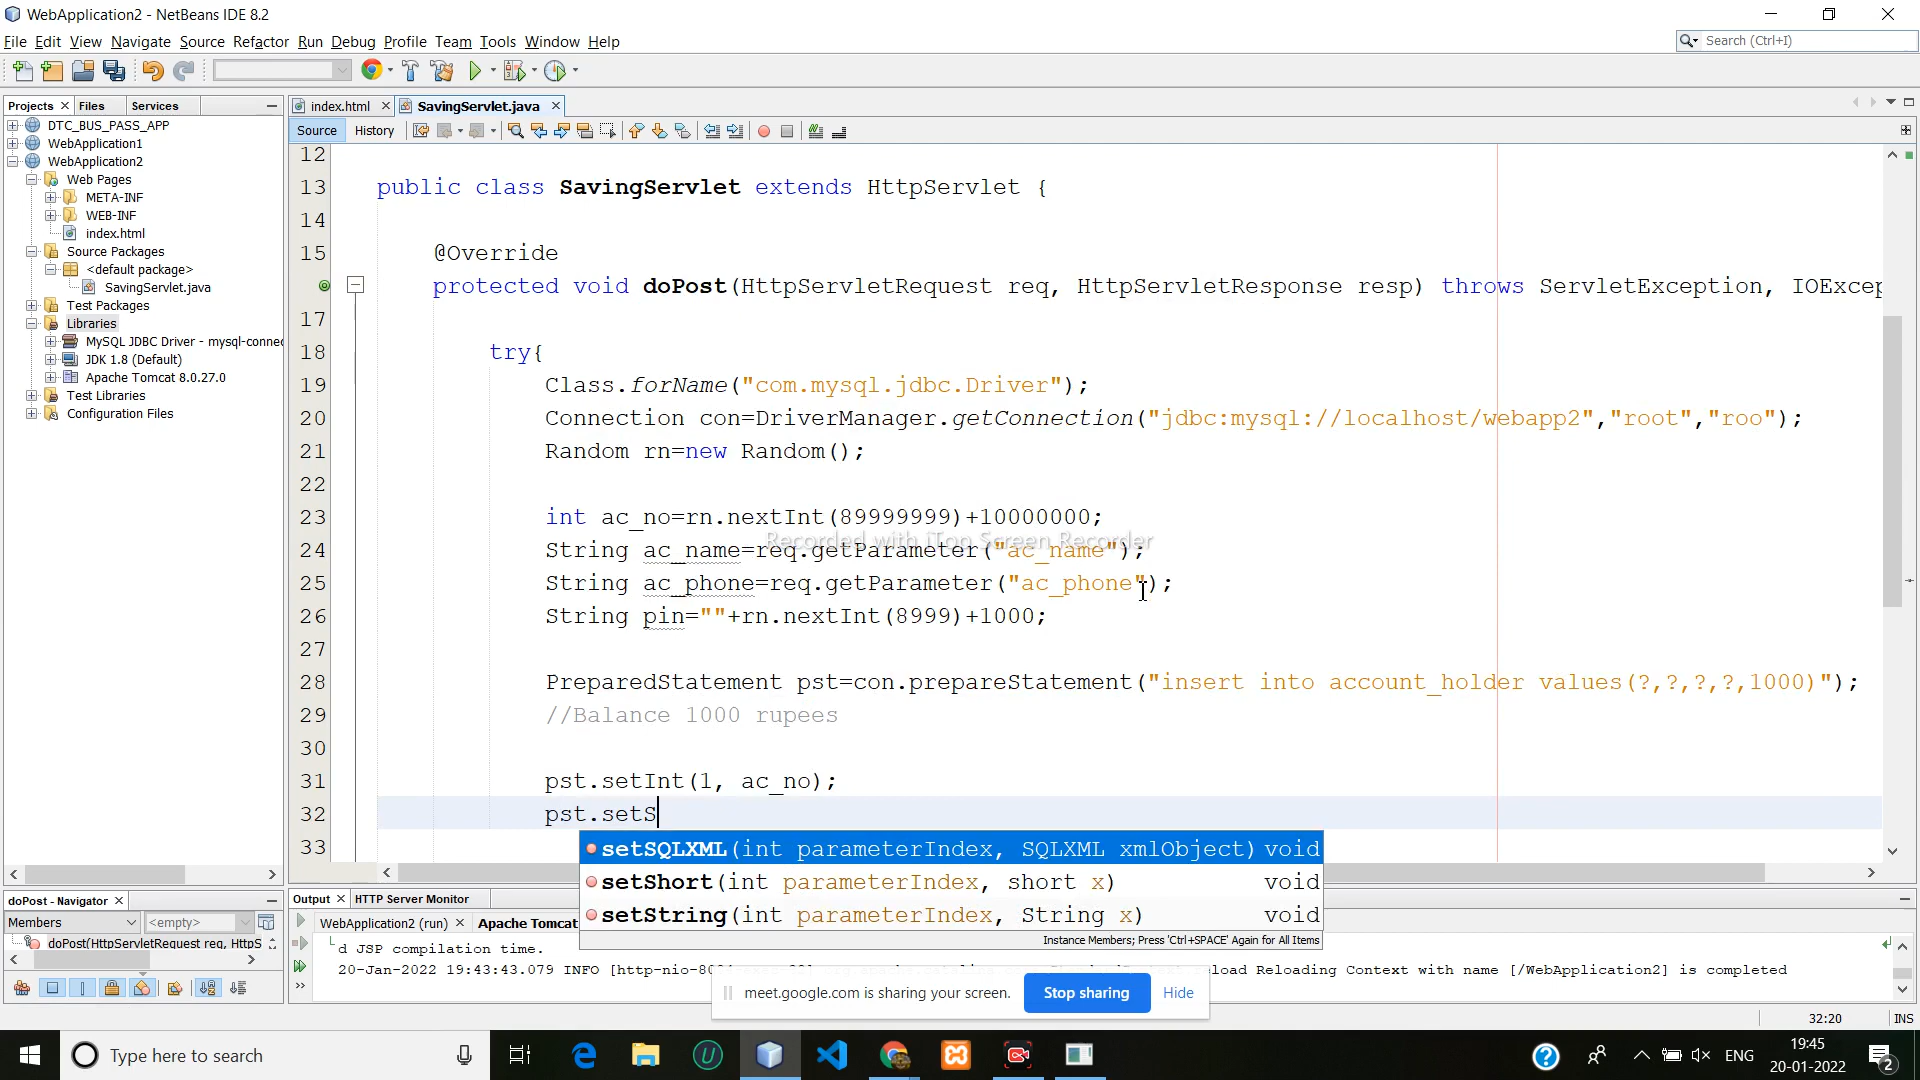 WebApplication2 - NetBeans IDE 8.2
File Edit View Navigate Source Refactor Run Debug Profile Team Tools Window Help
Search (Ctrl+I)
Projects Files Services
index.html SavingServlet.java
Source History
DTC_BUS_PASS_APP
WebApplication1
WebApplication2
Web Pages
META-INF
WEB-INF
index.html
Source Packages
<default package>
SavingServlet.java
Test Packages
Libraries
MySQL JDBC Driver - mysql-connec
JDK 1.8 (Default)
Apache Tomcat 8.0.27.0
Test Libraries
Configuration Files
12
13 public class SavingServlet extends HttpServlet {
14
15 @Override
protected void doPost(HttpServletRequest req, HttpServletResponse resp) throws ServletException, IOExcep
17
18 try{
19 Class.forName("com.mysql.jdbc.Driver");
20 Connection con=DriverManager.getConnection("jdbc:mysql://localhost/webapp2","root","roo");
21 Random rn=new Random();
22
23 int ac_no=rn.nextInt(89999999)+10000000;
Recorded with iTop Screen Recorder
24 String ac_name=req.getParameter("ac_name");
25 String ac_phone=req.getParameter("ac_phone");
26 String pin=""+rn.nextInt(8999)+1000;
27
28 PreparedStatement pst=con.prepareStatement("insert into account_holder values(?,?,?,?,1000)");
29 //Balance 1000 rupees
30
31 pst.setInt(1, ac_no);
32 pst.setS
33
setSQLXML(int parameterIndex, SQLXML xmlObject) void
setShort(int parameterIndex, short x) void
setString(int parameterIndex, String x) void
Instance Members; Press 'Ctrl+SPACE' Again for All Items
doPost - Navigator
Members <empty>
doPost(HttpServletRequest req, HttpS
Output HTTP Server Monitor
WebApplication2 (run) Apache Tomcat
d JSP compilation time.
20-Jan-2022 19:43:43.079 INFO [http-nio-80 eload Reloading Context with name [/WebApplication2] is completed
meet.google.com is sharing your screen. Stop sharing Hide
32:20 INS
Type here to search
ENG
19:45
20-01-2022
2